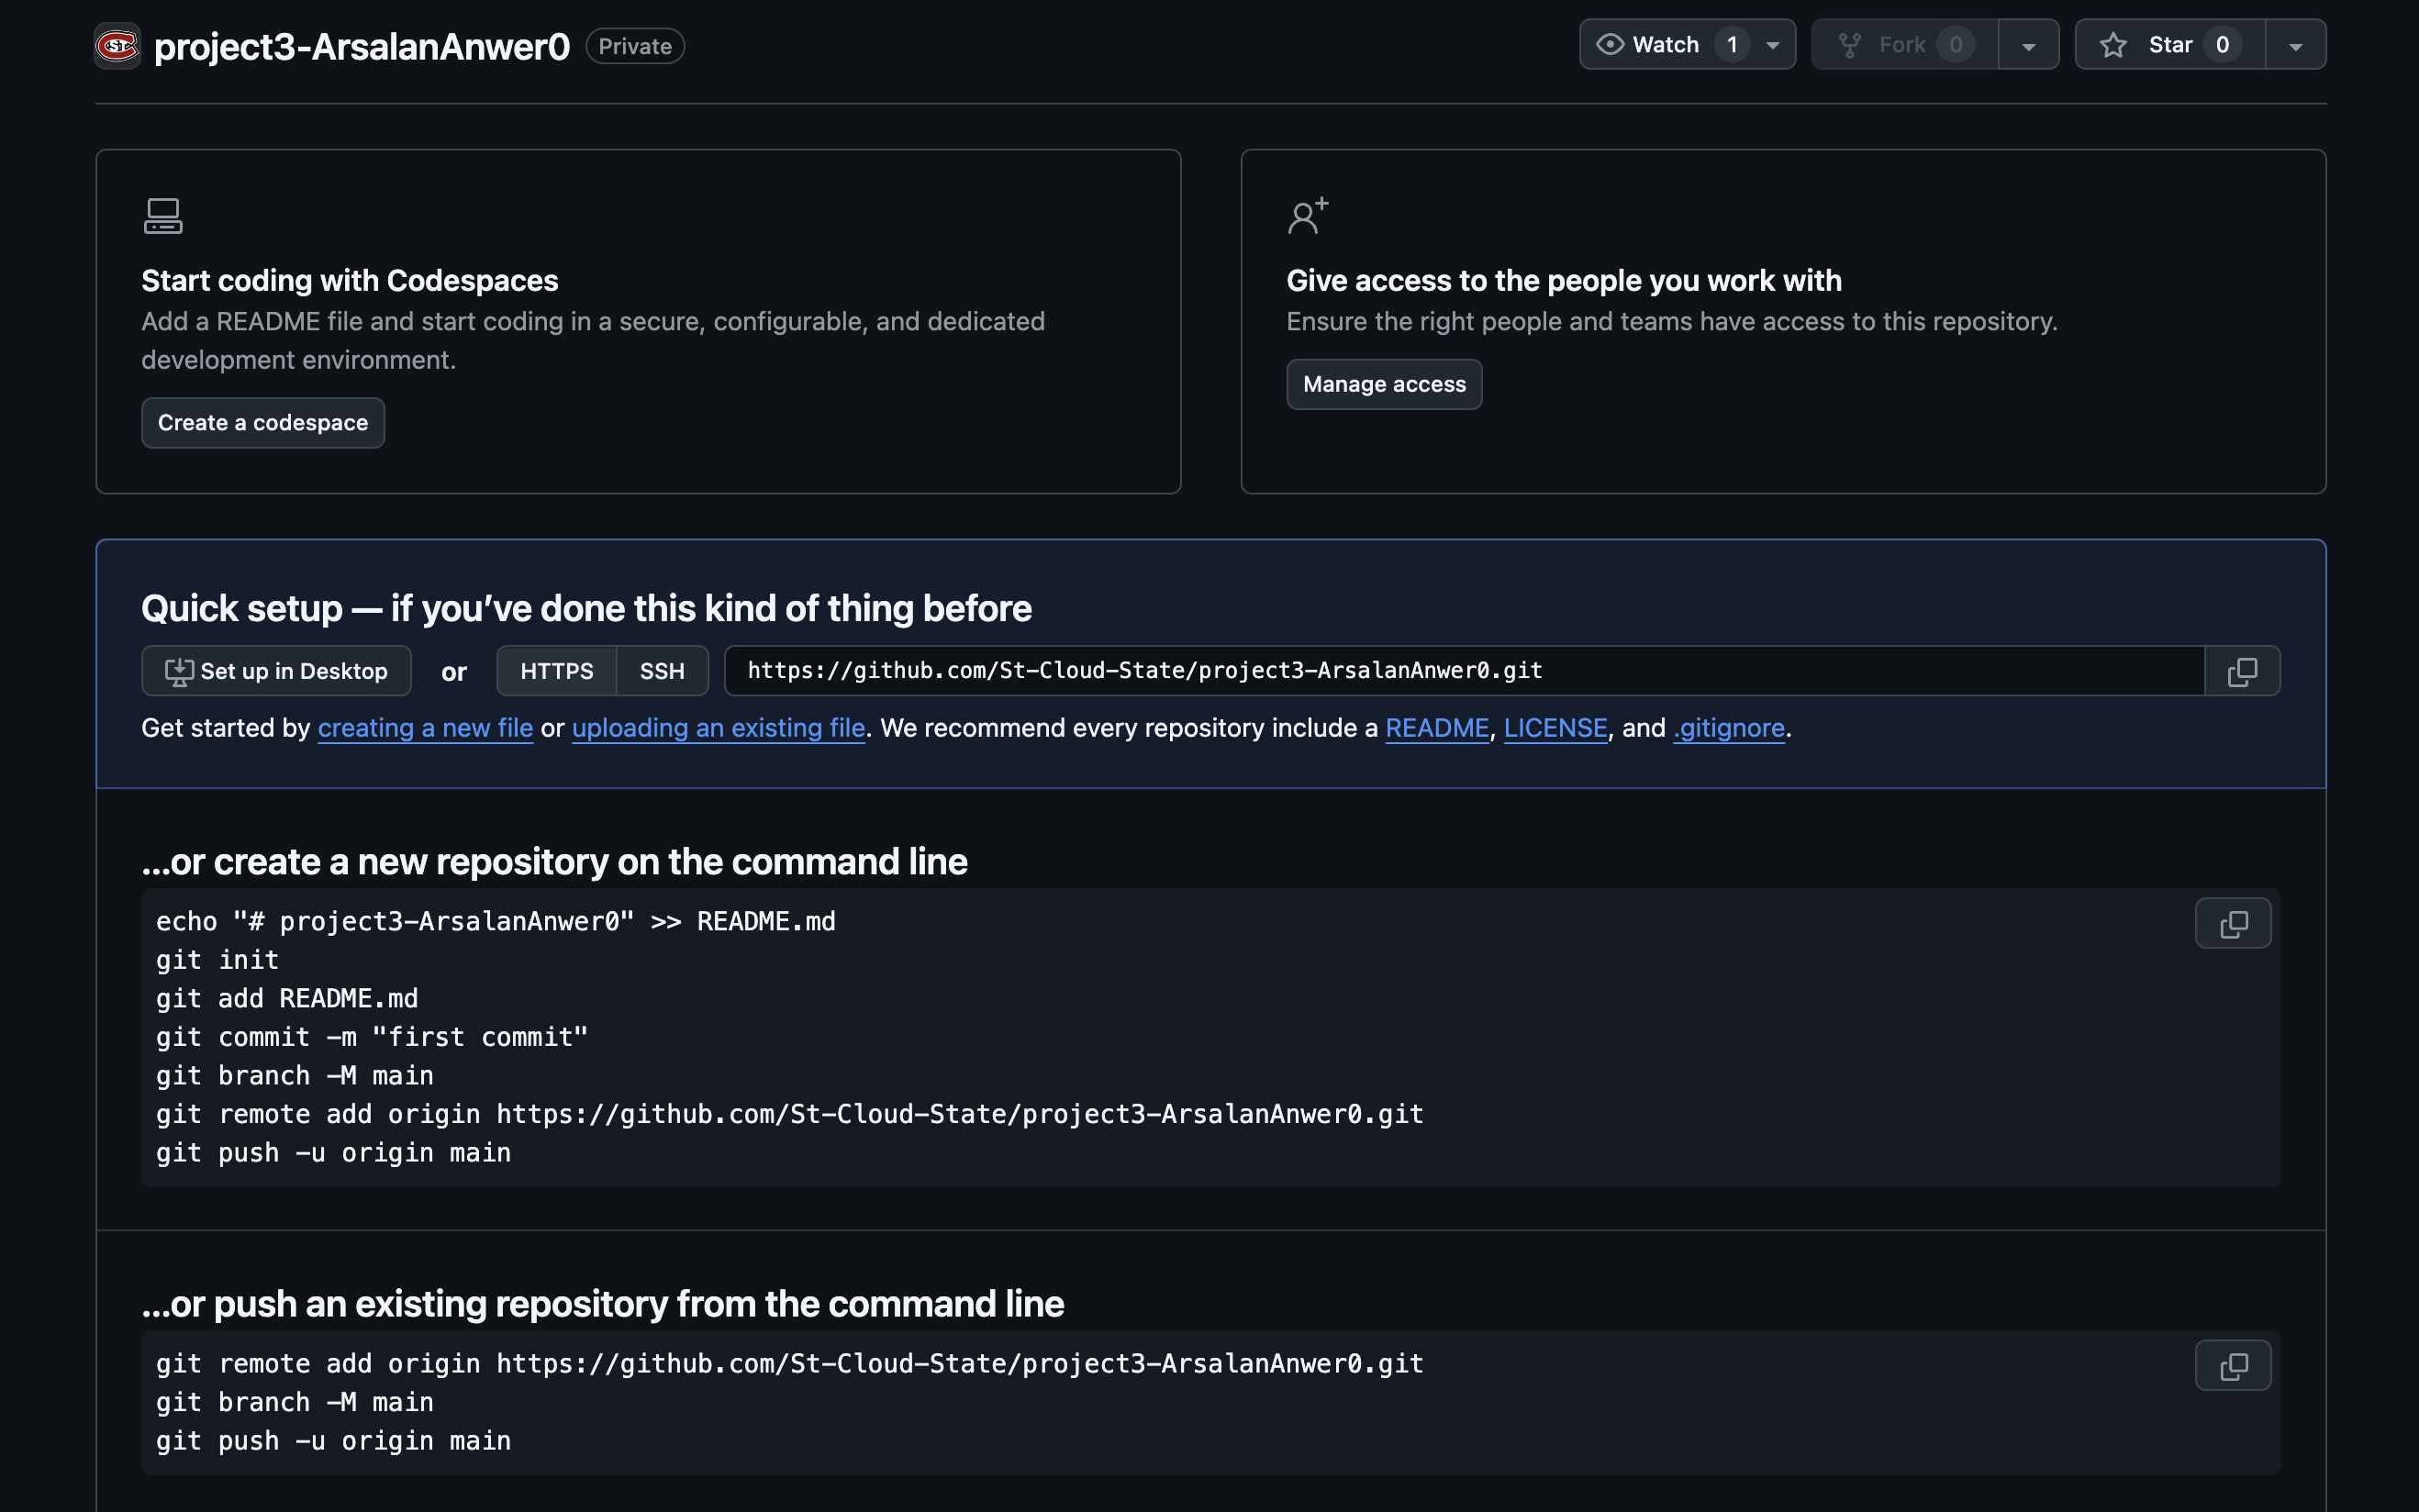 project3-ArsalanAnwer0 Private
Watch 1 Fork 0 Star 0
Start coding with Codespaces
Add a README file and start coding in a secure, configurable, and dedicated
development environment.
Create a codespace
Give access to the people you work with
Ensure the right people and teams have access to this repository.
Manage access
Quick setup — if you’ve done this kind of thing before
Set up in Desktop or HTTPS SSH https://github.com/St-Cloud-State/project3-ArsalanAnwer0.git
Get started by creating a new file or uploading an existing file. We recommend every repository include a README, LICENSE, and .gitignore.
…or create a new repository on the command line
echo "# project3-ArsalanAnwer0" >> README.md
git init
git add README.md
git commit -m "first commit"
git branch -M main
git remote add origin https://github.com/St-Cloud-State/project3-ArsalanAnwer0.git
git push -u origin main
…or push an existing repository from the command line
git remote add origin https://github.com/St-Cloud-State/project3-ArsalanAnwer0.git
git branch -M main
git push -u origin main